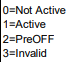 0=Not Active
1=Active
2=PreOFF
3=Invalid